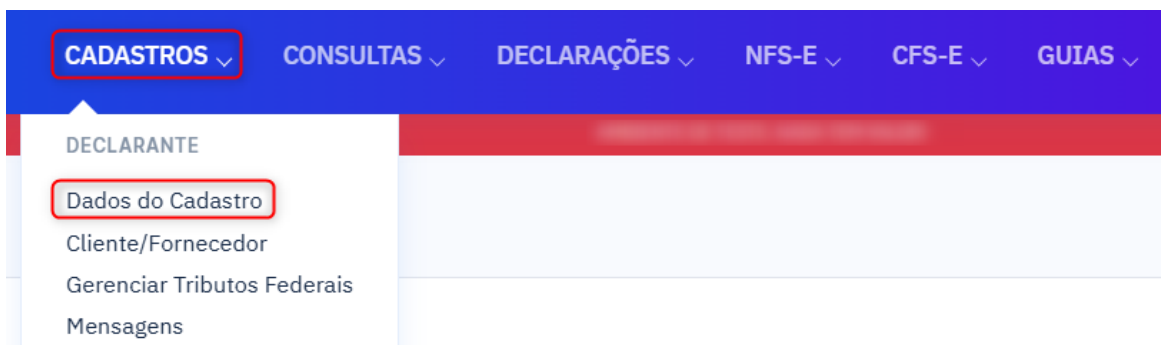 CADASTROS CONSULTAS DECLARAÇÕES NFS-E CFS-E GUIAS
DECLARANTE
Dados do Cadastro
Cliente/Fornecedor
Gerenciar Tributos Federais
Mensagens